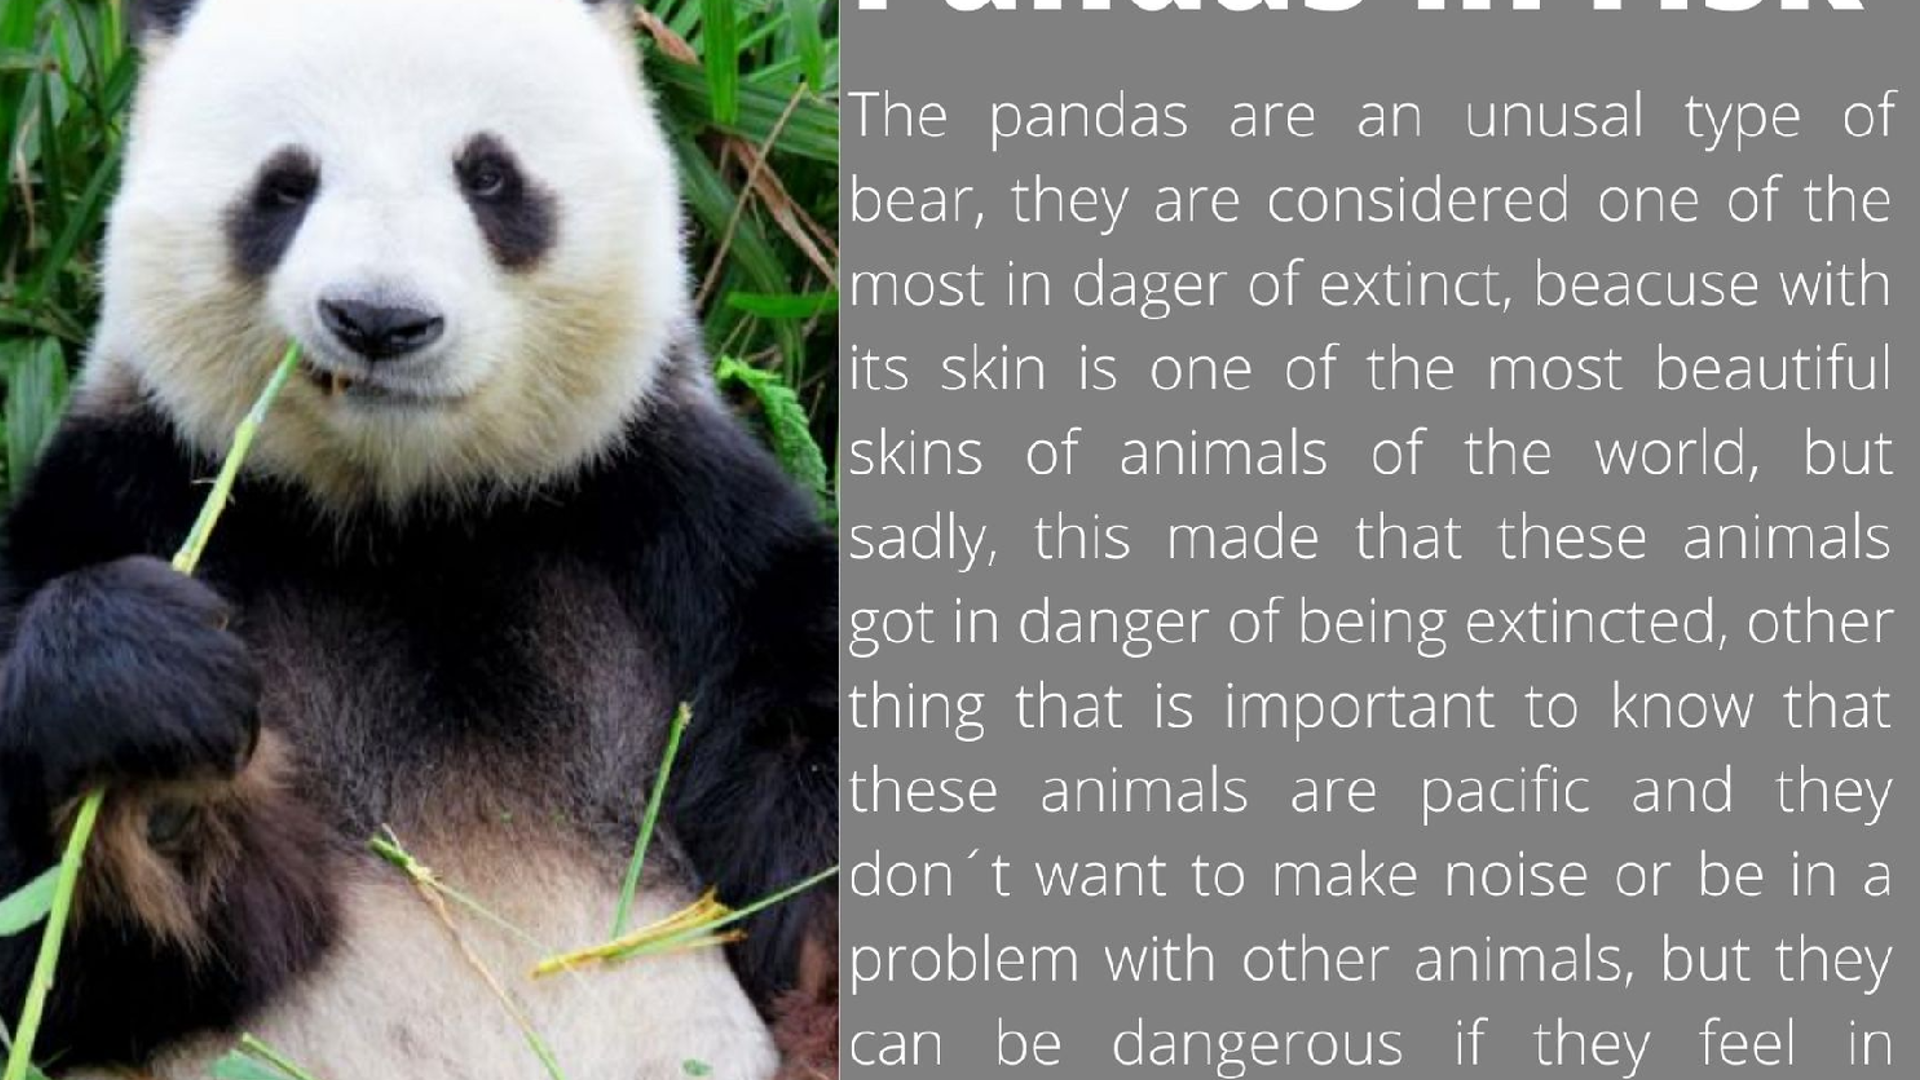 Pandas in risk
The pandas are an unusal type of
bear, they are considered one of the
most in dager of extinct, beacuse with
its skin is one of the most beautiful
skins of animals of the world, but
sadly, this made that these animals
got in danger of being extincted, other
thing that is important to know that
these animals are pacific and they
don´t want to make noise or be in a
problem with other animals, but they
can be dangerous if they feel in